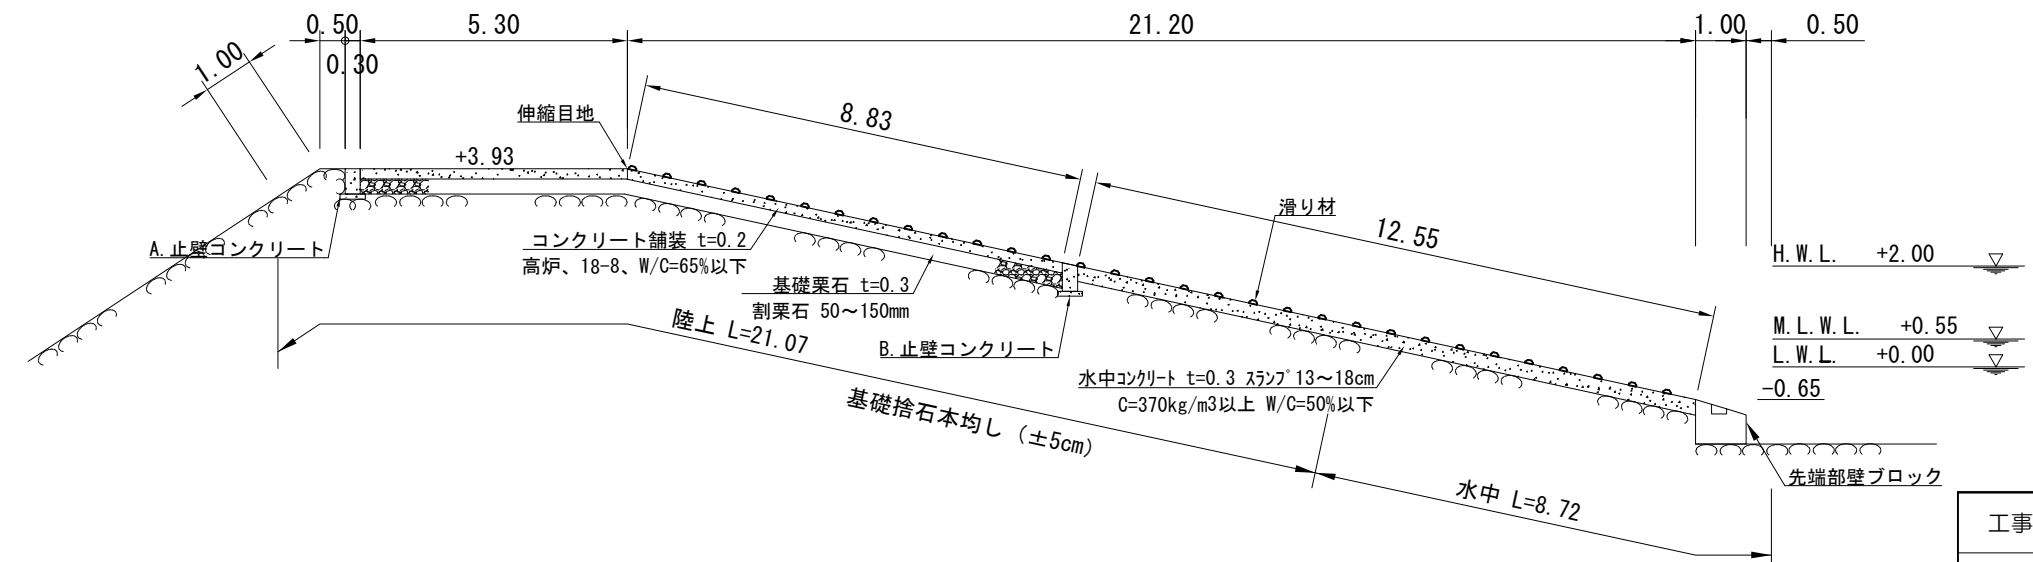 0.50
5.30
21.20
1.00
0.50
1.00
0.30
8.83
伸縮目地
+3.93
滑り材
12.55
A.止壁コンクリート
コンクリート舗装 t=0.2
高炉、18-8、W/C=65%以下
H.W.L. +2.00
基礎栗石 t=0.3
割栗石 50〜150mm
陸上 L=21.07
B.止壁コンクリート
M.L.W.L. +0.55
L.W.L. +0.00
水中コンクリート t=0.3 スランプ13〜18cm
C=370kg/m3以上 W/C=50%以下
-0.65
基礎捨石本均し (±5cm)
先端部壁ブロック
水中 L=8.72
工事